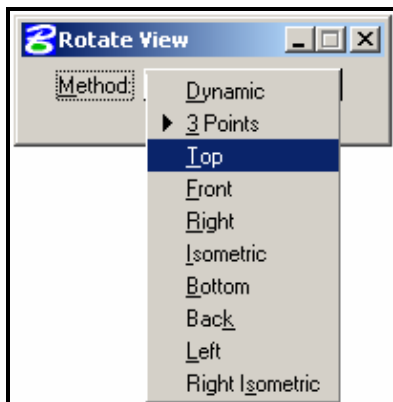 Rotate View
Method:
Dynamic
3 Points
Top
Front
Right
Isometric
Bottom
Back
Left
Right Isometric